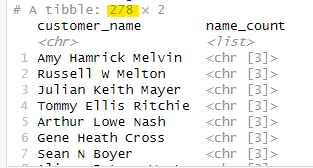 # A tibble: 278 × 2
customer_name name_count
<chr> <list>
1 Amy Hamrick Melvin <chr [3]>
2 Russell W Melton <chr [3]>
3 Julian Keith Mayer <chr [3]>
4 Tommy Ellis Ritchie <chr [3]>
5 Arthur Lowe Nash <chr [3]>
6 Gene Heath Cross <chr [3]>
7 Sean N Boyer <chr [3]>